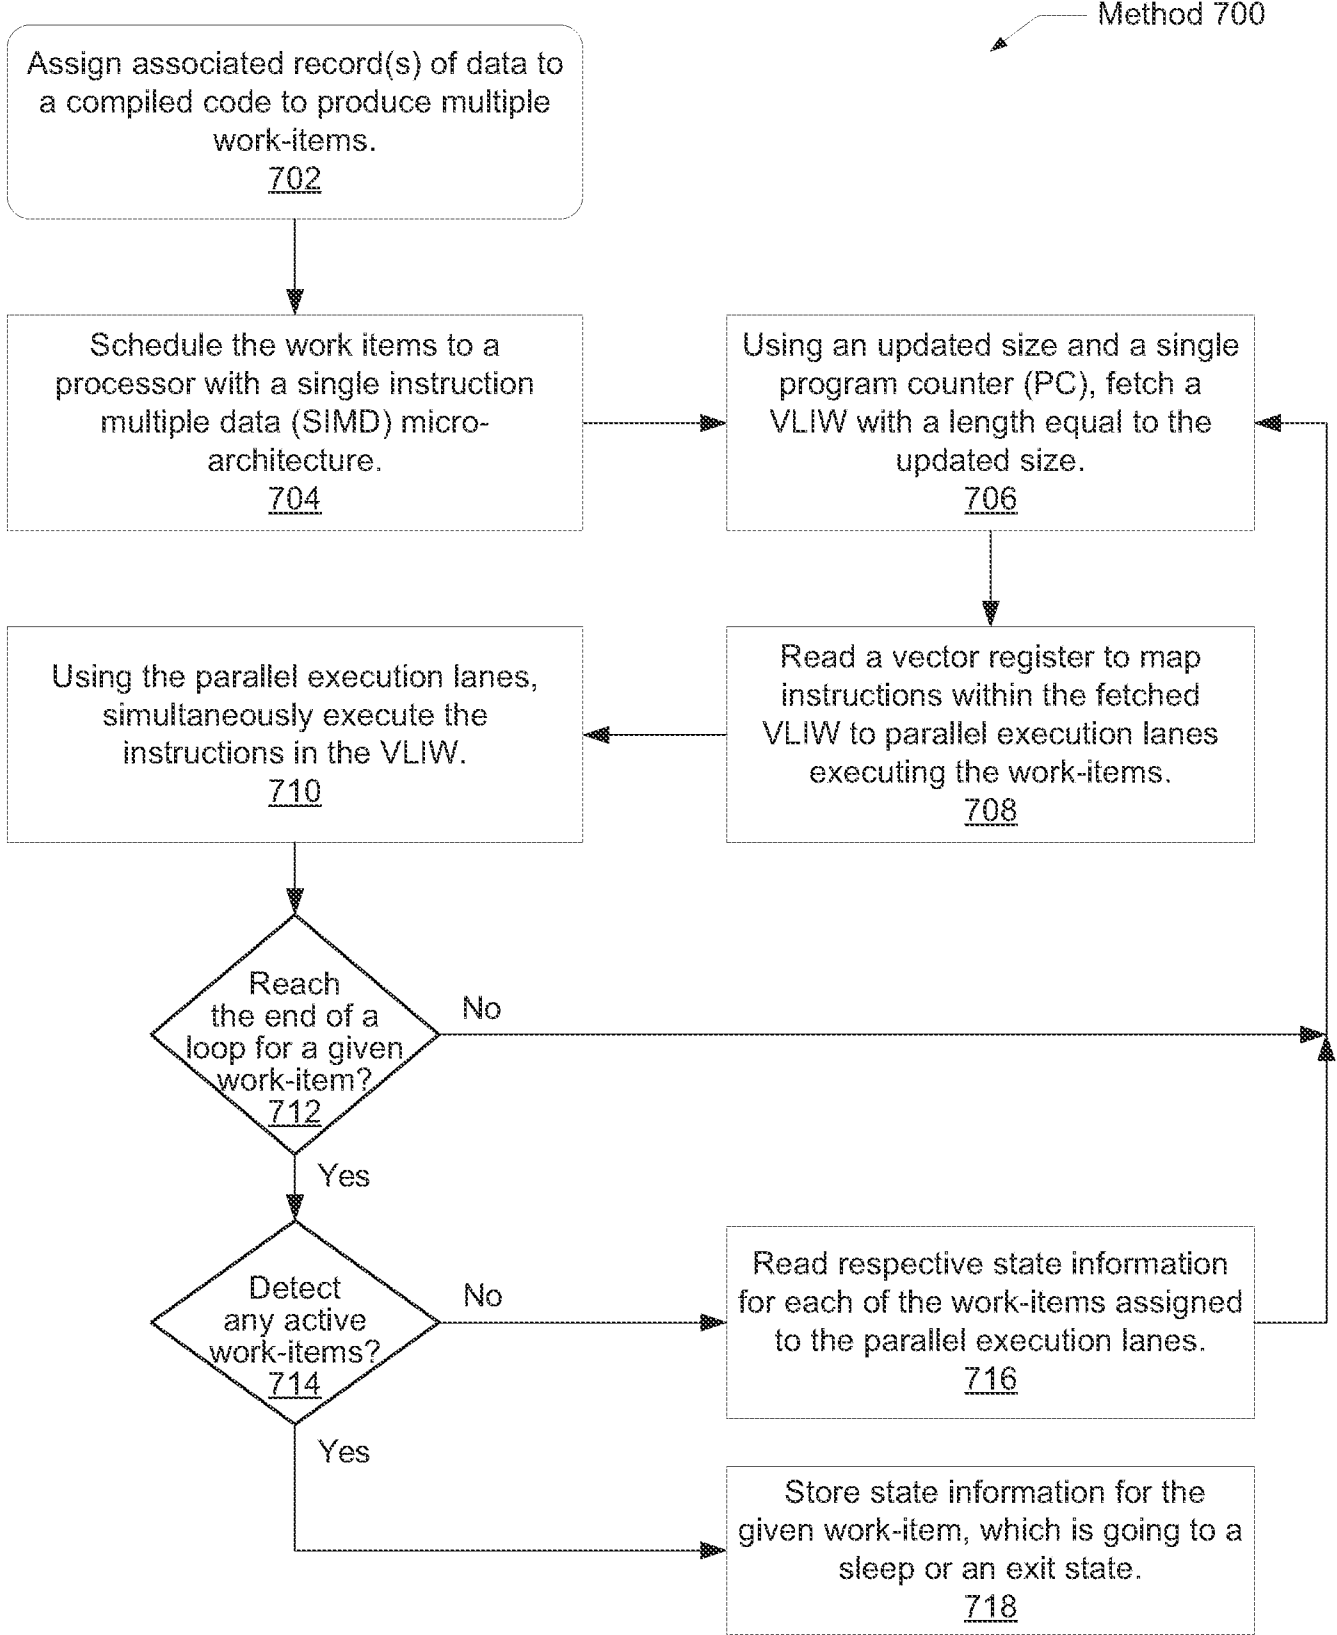 Method 700
Assign associated record(s) of data to
a compiled code to produce multiple
work-items.
702
Schedule the work items to a
processor with a single instruction
multiple data (SIMD) micro-
architecture.
704
Using an updated size and a single
program counter (PC), fetch a
VLIW with a length equal to the
updated size.
706
Read a vector register to map
instructions within the fetched
VLIW to parallel execution lanes
executing the work-items.
708
Using the parallel execution lanes,
simultaneously execute the
instructions in the VLIW.
710
Reach
the end of a
loop for a given
work-item?
712
No
Yes
Detect
any active
work-items?
714
No
Yes
Read respective state information
for each of the work-items assigned
to the parallel execution lanes.
716
Store state information for the
given work-item, which is going to a
sleep or an exit state.
718